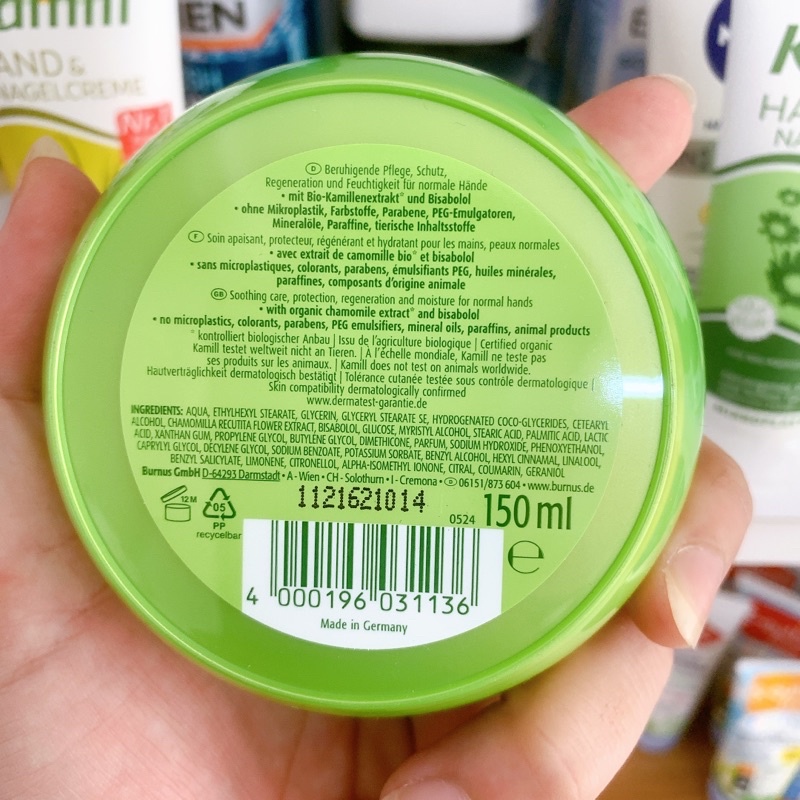 AND &
NAGELCREME
Nr.
EN
HA
NA
D Beruhigende Pflege, Schutz,
Regeneration und Feuchtigkeit für normale Hände
• mit Bio-Kamillenextrakt* und Bisabolol
• ohne Mikroplastik, Farbstoffe, Parabene, PEG-Emulgatoren,
Mineralöle, Paraffine, tierische Inhaltsstoffe
F Soin apaisant, protecteur, régénérant et hydratant pour les mains, peaux normales
• avec extrait de camomille bio* et bisabolol
• sans microplastiques, colorants, parabens, émulsifiants PEG, huiles minérales,
paraffines, composants d'origine animale
GB Soothing care, protection, regeneration and moisture for normal hands
• with organic chamomile extract* and bisabolol
• no microplastics, colorants, parabens, PEG emulsifiers, mineral oils, paraffins, animal products
* kontrolliert biologischer Anbau | Issu de l'agriculture biologique | Certified organic
Kamill testet weltweit nicht an Tieren. | A l'échelle mondiale, Kamill ne teste pas
ses produits sur les animaux. | Kamill does not test on animals worldwide.
Hautverträglichkeit dermatologisch bestätigt | Tolérance cutanée testée sous contrôle dermatologique |
Skin compatibility dermatologically confirmed
www.dermatest-garantie.de
INGREDIENTS: AQUA, ETHYLHEXYL STEARATE, GLYCERIN, GLYCERYL STEARATE SE, HYDROGENATED COCO-GLYCERIDES, CETEARYL
ALCOHOL, CHAMOMILLA RECUTITA FLOWER EXTRACT, BISABOLOL, GLUCOSE, MYRISTYL ALCOHOL, STEARIC ACID, PALMITIC ACID, LACTIC
ACID, XANTHAN GUM, PROPYLENE GLYCOL, BUTYLENE GLYCOL, DIMETHICONE, PARFUM, SODIUM HYDROXIDE, PHENOXYETHANOL,
CAPRYLYL GLYCOL, DECYLENE GLYCOL, SODIUM BENZOATE, POTASSIUM SORBATE, BENZYL ALCOHOL, HEXYL CINNAMAL, LINALOOL,
BENZYL SALICYLATE, LIMONENE, CITRONELLOL, ALPHA-ISOMETHYL IONONE, CITRAL, COUMARIN, GERANIOL
Burnus GmbH D-64293 Darmstadt • A - Wien • CH - Solothurn • I - Cremona • D 06151/873 604 • www.burnus.de
1121621014
12 M
05
PP
recycelbar
0524 150 ml
e
4 000196 031136
Made in Germany